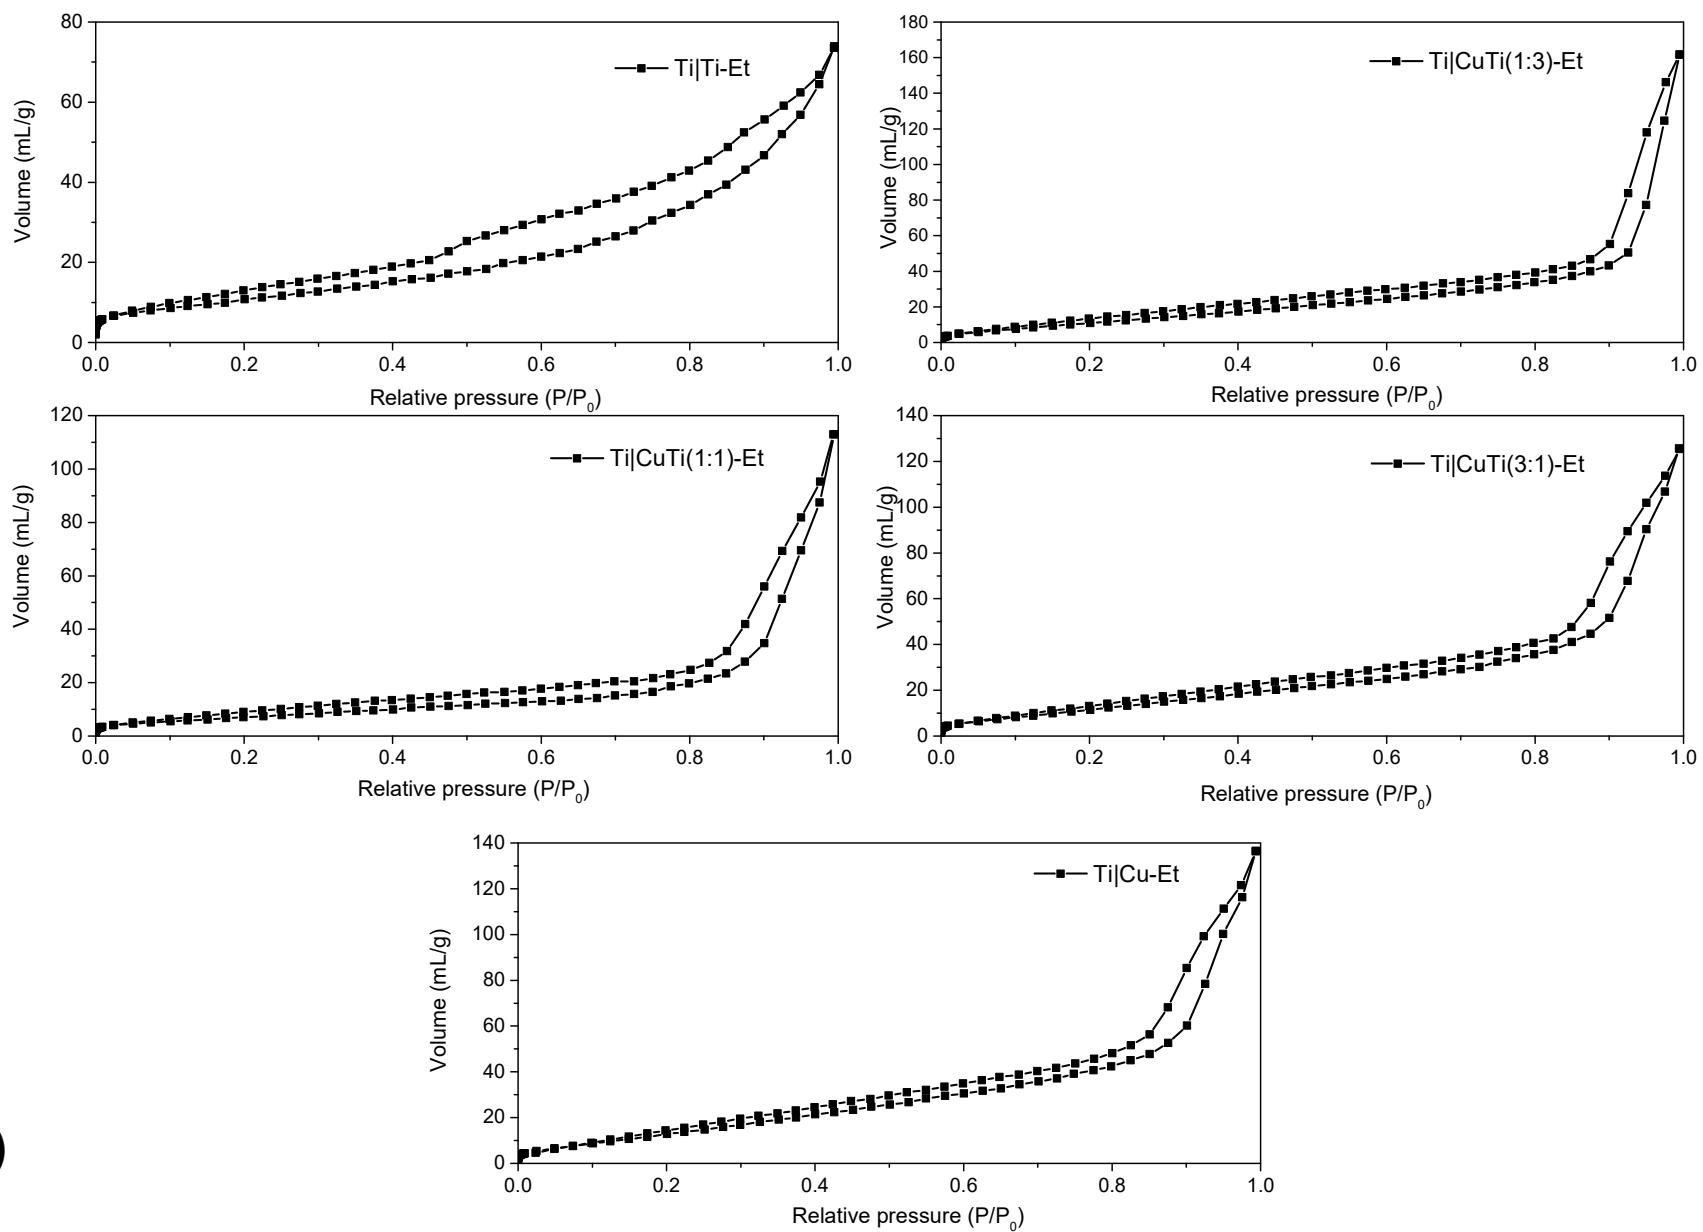 Ti|Ti-Et
Volume (mL/g)
80
60
40
20
0
0.0 0.2 0.4 0.6 0.8 1.0
Relative pressure (P/P0)
Ti|CuTi(1:3)-Et
Volume (mL/g)
180
160
140
120
100
80
60
40
20
0
0.0 0.2 0.4 0.6 0.8 1.0
Relative pressure (P/P0)
Ti|CuTi(1:1)-Et
Volume (mL/g)
120
100
80
60
40
20
0
0.0 0.2 0.4 0.6 0.8 1.0
Relative pressure (P/P0)
Ti|CuTi(3:1)-Et
Volume (mL/g)
140
120
100
80
60
40
20
0
0.0 0.2 0.4 0.6 0.8 1.0
Relative pressure (P/P0)
Ti|Cu-Et
Volume (mL/g)
140
120
100
80
60
40
20
0
0.0 0.2 0.4 0.6 0.8 1.0
Relative pressure (P/P0)
)